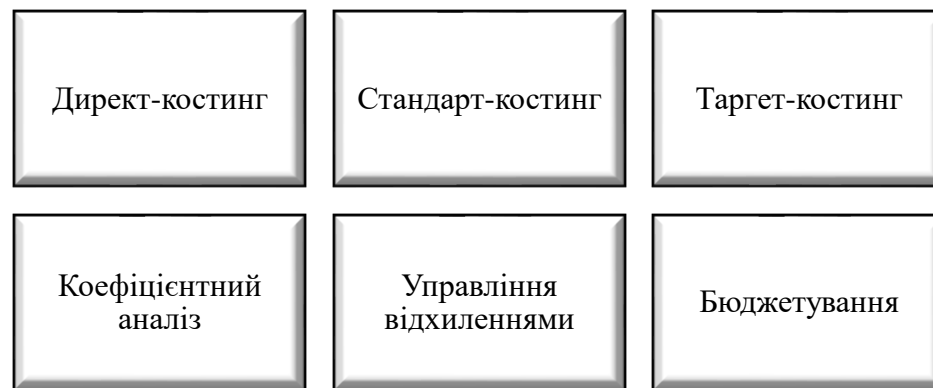 Директ-костинг
Стандарт-костинг
Таргет-костинг
Коефіцієнтний
аналіз
Управління
відхиленнями
Бюджетування